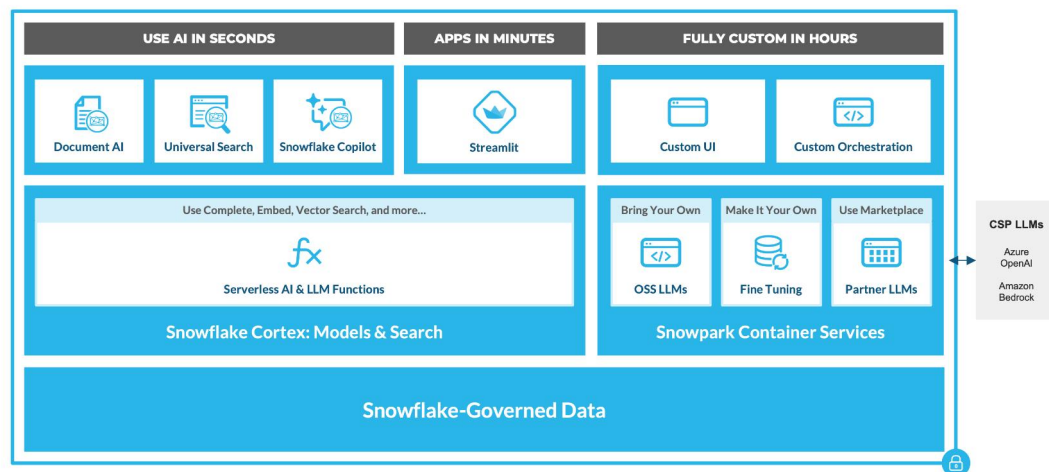 USE AI IN SECONDS
APPS IN MINUTES
FULLY CUSTOM IN HOURS
Document AI
Universal Search
Snowflake Copilot
Streamlit
Custom UI
Custom Orchestration
Use Complete, Embed, Vector Search, and more...
fx
Serverless AI & LLM Functions
Snowflake Cortex: Models & Search
Bring Your Own
Make It Your Own
Use Marketplace
</>
OSS LLMs
Fine Tuning
Partner LLMs
Snowpark Container Services
CSP LLMs
Azure
OpenAI
Amazon
Bedrock
Snowflake-Governed Data